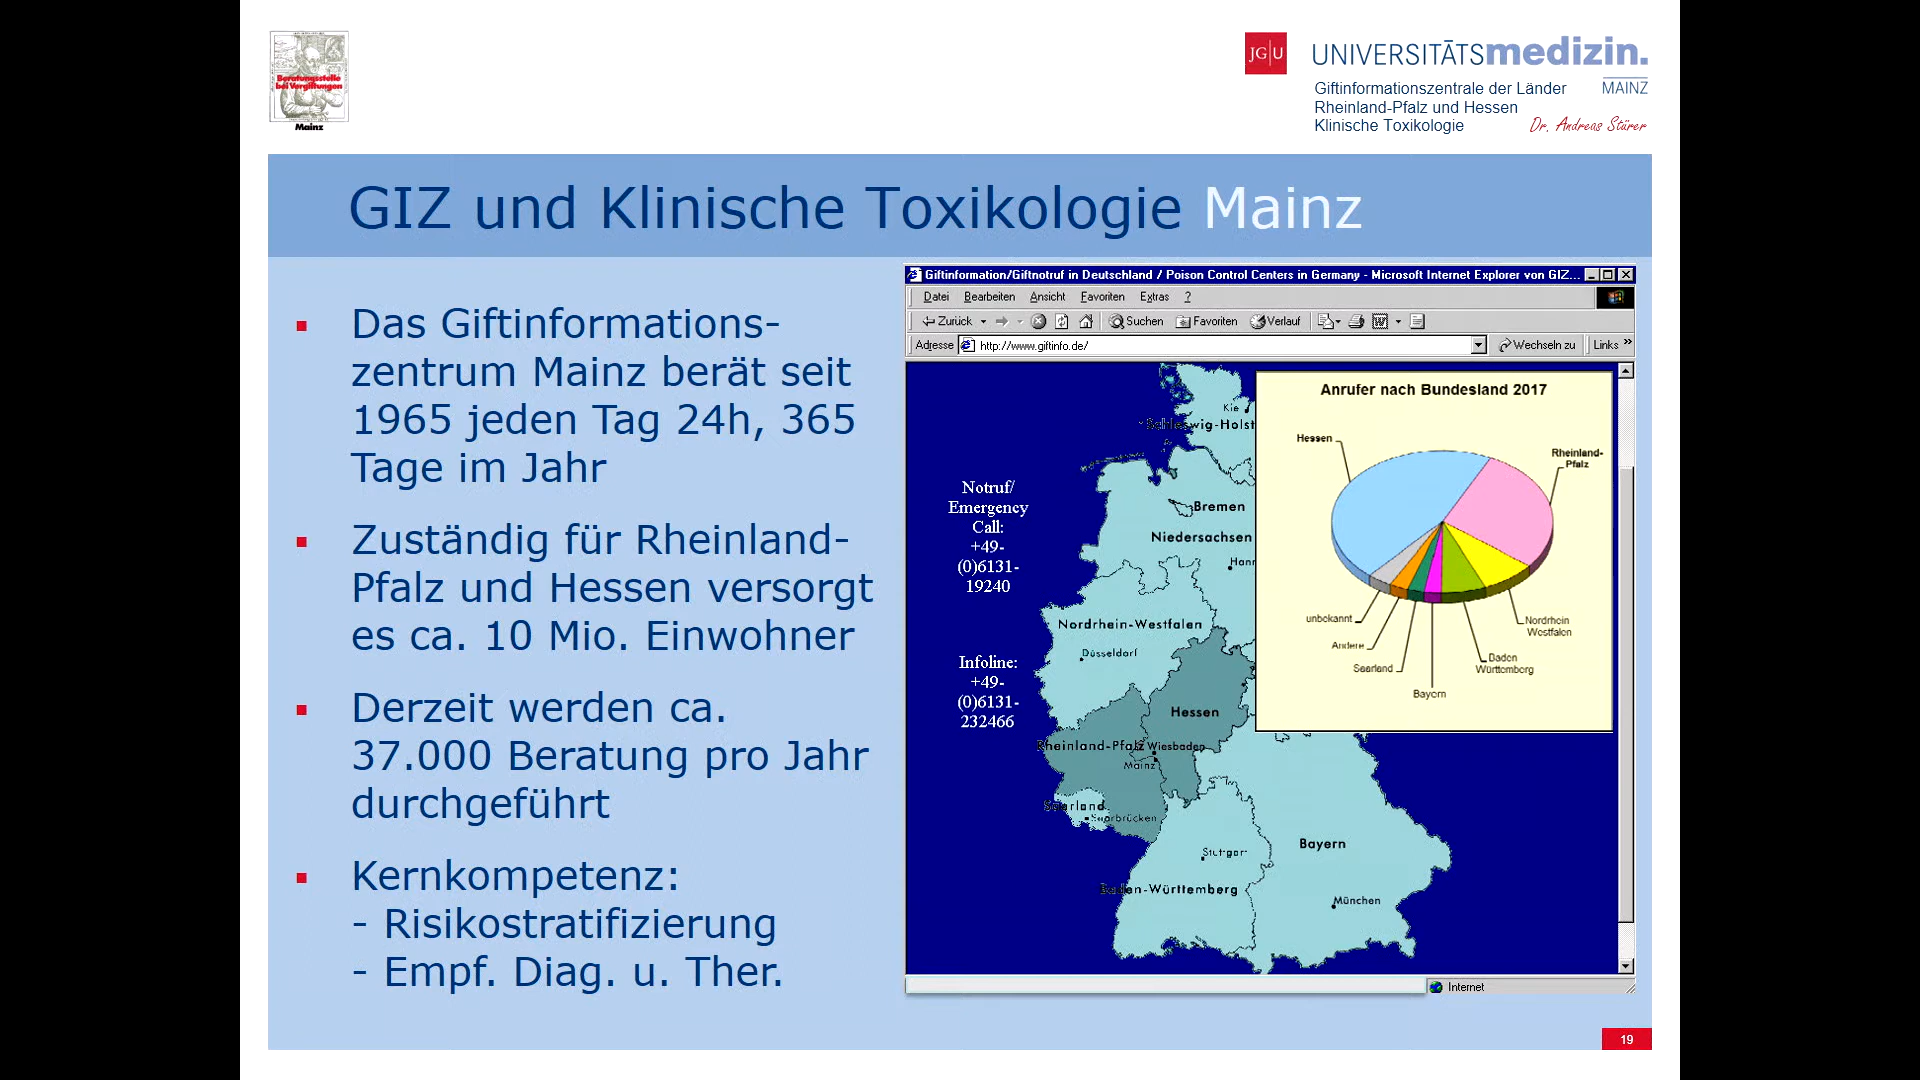 Beratungsstelle
bei Vergiftungen
Mainz
JG|U
UNIVERSITÄTSmedizin.
MAINZ
Giftinformationszentrale der Länder
Rheinland-Pfalz und Hessen
Klinische Toxikologie
Dr. Andreas Stürer
GIZ und Klinische Toxikologie Mainz
Das Giftinformations-
zentrum Mainz berät seit
1965 jeden Tag 24h, 365
Tage im Jahr
Zuständig für Rheinland-
Pfalz und Hessen versorgt
es ca. 10 Mio. Einwohner
Derzeit werden ca.
37.000 Beratung pro Jahr
durchgeführt
Kernkompetenz:
- Risikostratifizierung
- Empf. Diag. u. Ther.
Giftinformation/Giftnotruf in Deutschland / Poison Control Centers in Germany - Microsoft Internet Explorer von GIZ...
Datei Bearbeiten Ansicht Favoriten Extras ?
Zurück Suchen Favoriten Verlauf
Adresse http://www.giftinfo.de/ Wechseln zu Links »
Notruf/
Emergency
Call:
+49-
(0)6131-
19240
Infoline:
+49-
(0)6131-
232466
Kie
Schleswig-Holst
Bremen
Niedersachsen
Hann
Nordrhein-Westfalen
Düsseldorf
Hessen
Rheinland-Pfalz
Wiesbaden
Mainz
Saarland
Saarbrücken
Stuttgart
Bayern
Baden-Württemberg
München
Anrufer nach Bundesland 2017
Hessen
Rheinland-
Pfalz
unbekannt
Andere
Saarland
Bayern
Baden
Württemberg
Nordrhein
Westfalen
Internet
19